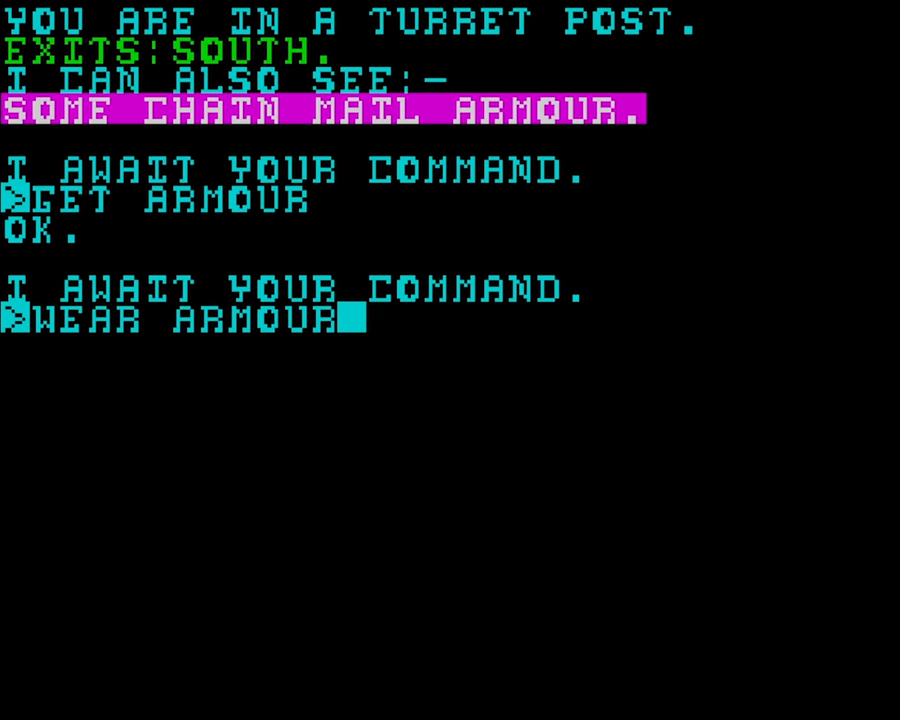 YOU ARE IN A TURRET POST.
EXITS:SOUTH.
I CAN ALSO SEE:-
SOME CHAIN MAIL ARMOUR.
I AWAIT YOUR COMMAND.
>GET ARMOUR
OK.
I AWAIT YOUR COMMAND.
>WEAR ARMOUR